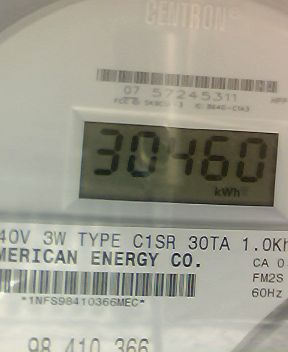 CENTRON®
07 57245311
30460
kWh
40V 3W TYPE C1SR 30TA 1.0Kh
MERICAN ENERGY CO.
CA 0
FM2S
60Hz
*1NFS98410366MEC*
98 410 366